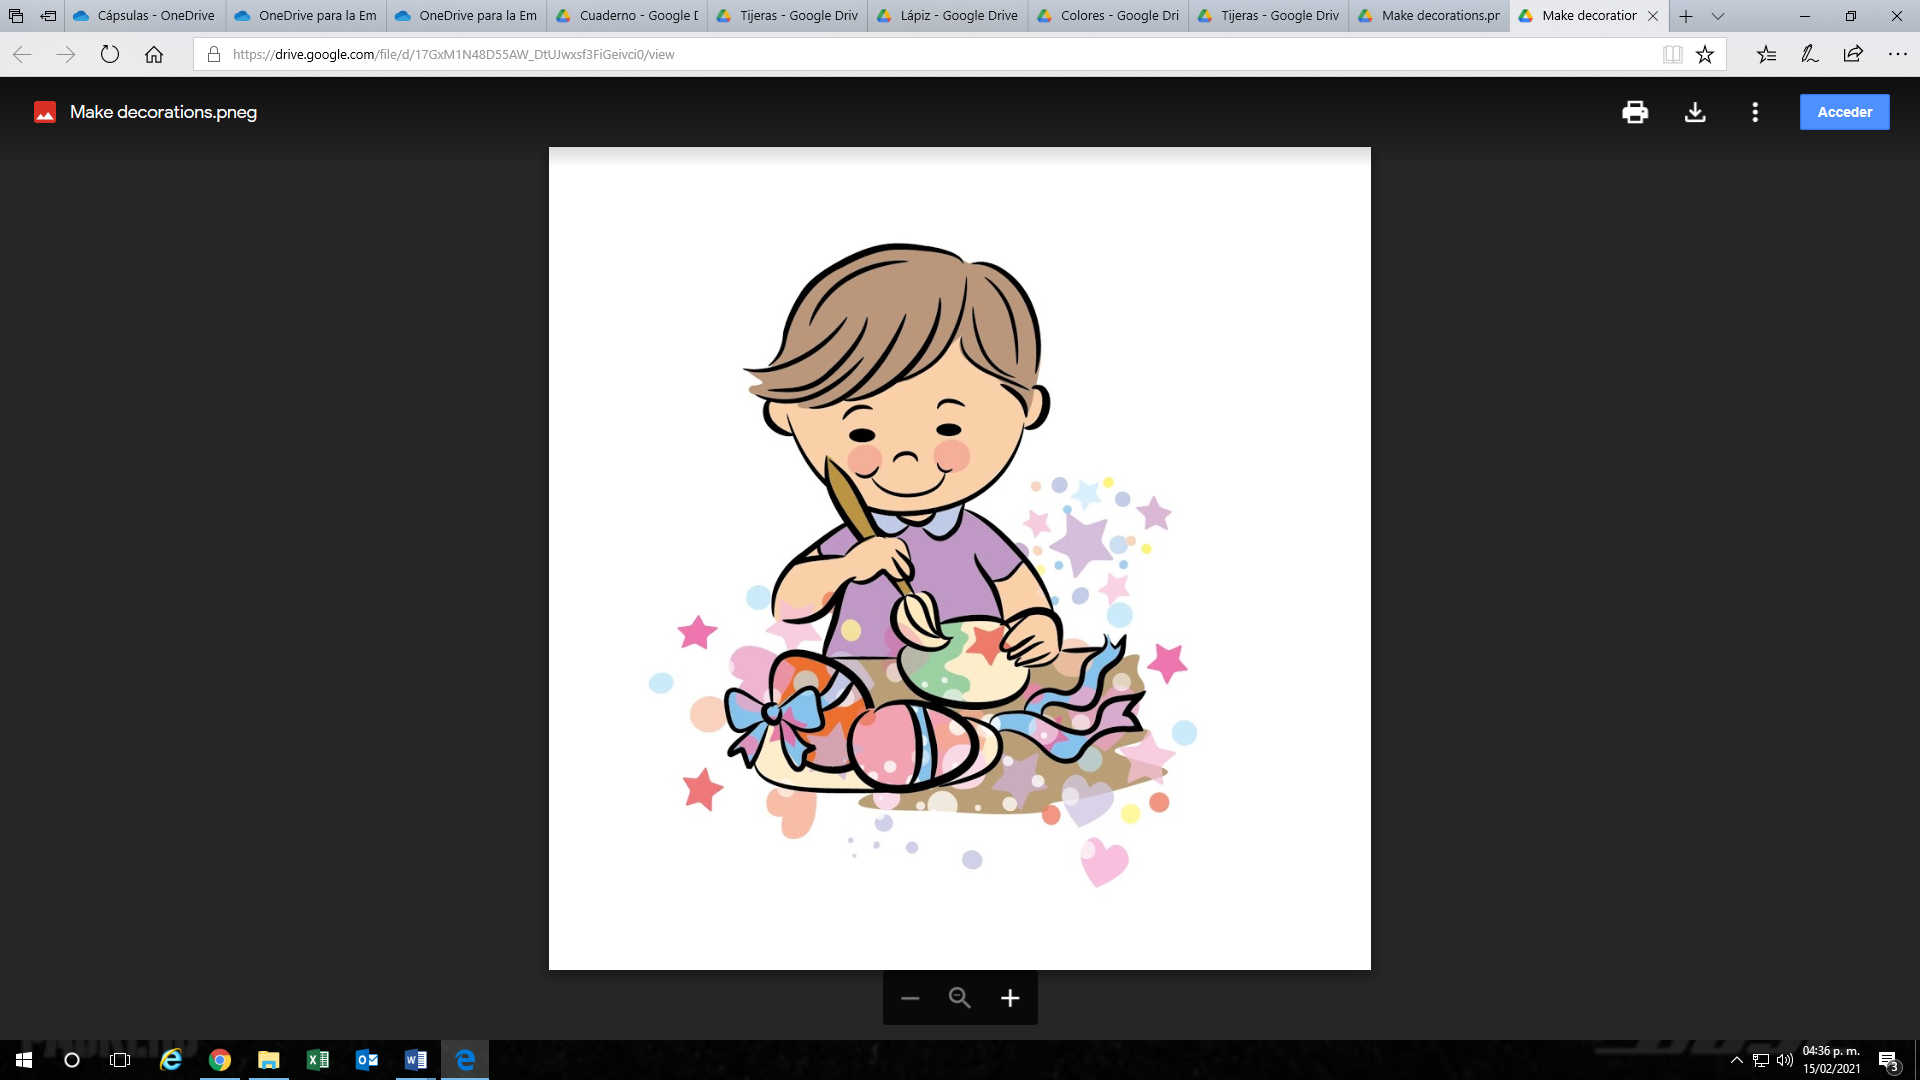 Cápsulas - OneDrive
OneDrive para la Em
OneDrive para la Em
Cuaderno - Google D
Tijeras - Google Driv
Lápiz - Google Drive
Colores - Google Dri
Tijeras - Google Driv
Make decorations.pr
Make decoration
https://drive.google.com/file/d/17GxM1N48D55AW_DtUJwxsf3FiGeivci0/view
Make decorations.pneg
Acceder
04:36 p. m.
15/02/2021
3